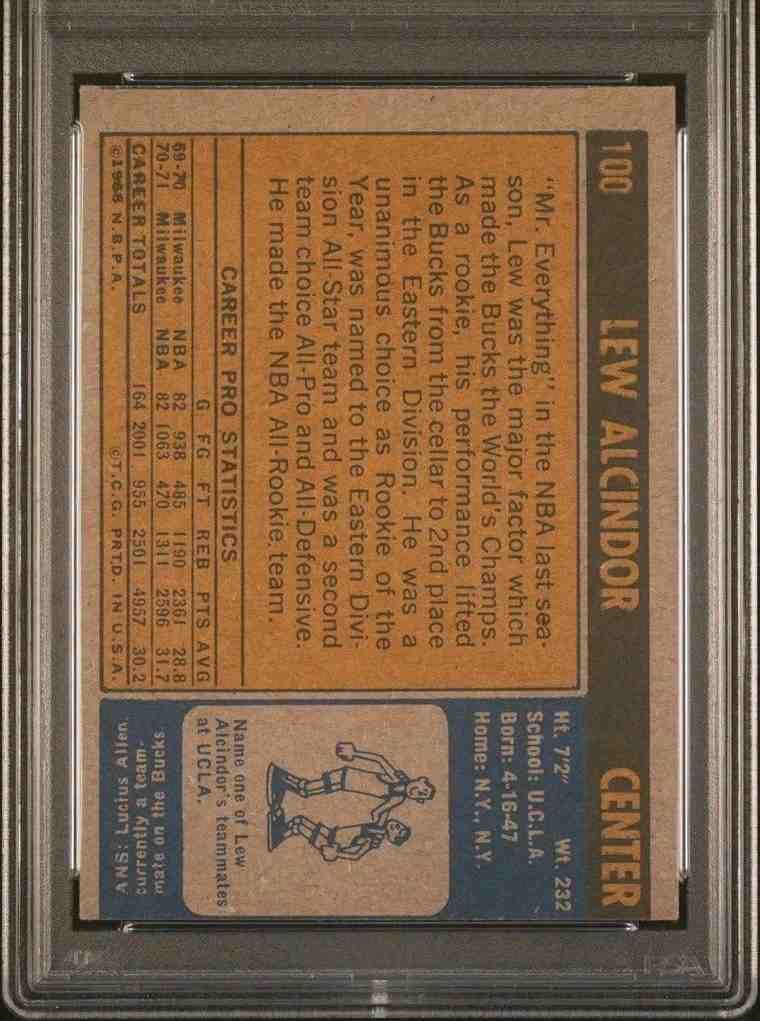 100 LEW ALCINDOR CENTER
"Mr. Everything" in the NBA last sea-
son, Lew was the major factor which
made the Bucks the World's Champs.
As a rookie, his performance lifted
the Bucks from the cellar to 2nd place
in the Eastern Division. He was a
unanimous choice as Rookie of the
Year, was named to the Eastern Divi-
sion All-Star team and was a second
team choice All-Pro and All-Defensive.
He made the NBA All-Rookie team.
CAREER PRO STATISTICS
G FG FT REB PTS AVG
69-70 Milwaukee NBA 82 938 485 1190 2361 28.8
70-71 Milwaukee NBA 82 1063 470 1311 2596 31.7
CAREER TOTALS 164 2001 955 2501 4957 30.2
©1968 N.B.P.A. ©T.C.G. PRTD. IN U.S.A.
Ht. 7'2" Wt. 232
School: U.C.L.A.
Born: 4-16-47
Home: N.Y., N.Y.
Name one of Lew
Alcindor's teammates
at UCLA.
ANS: Lucius Allen,
currently a team-
mate on the Bucks
PSA